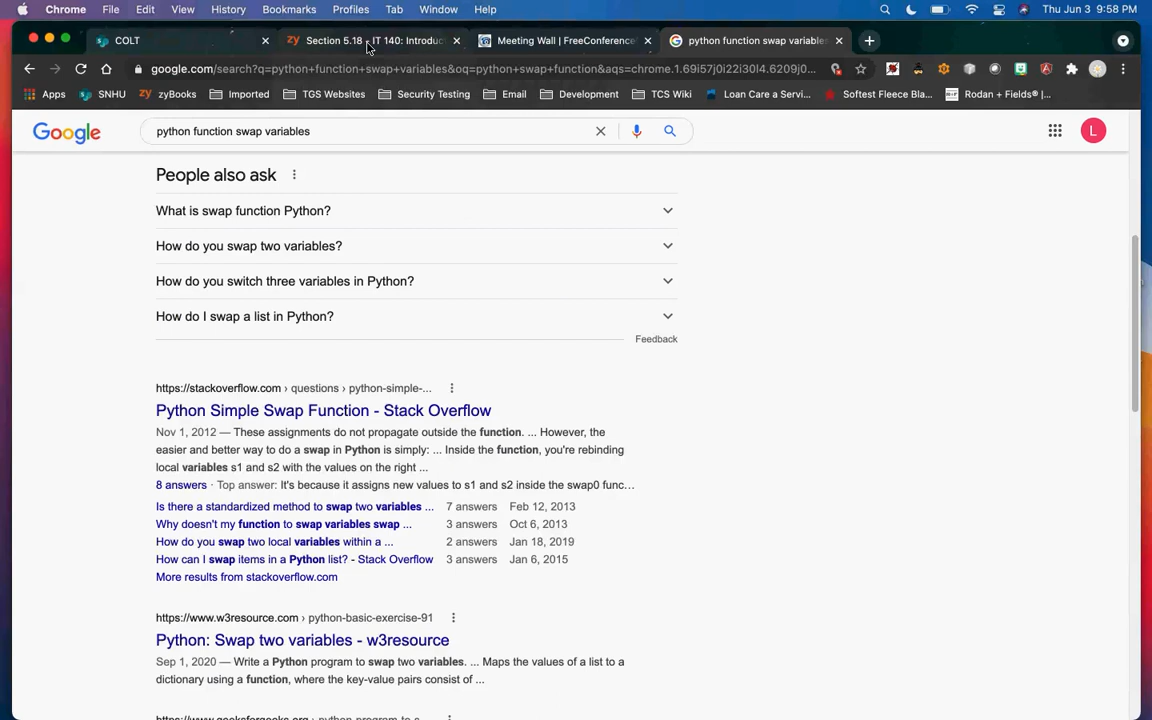 Chrome File Edit View History Bookmarks Profiles Tab Window Help Thu Jun 3 9:58 PM
COLT zy Section 5.18 - IT 140: Introduc Meeting Wall | FreeConference python function swap variables
google.com/search?q=python+function+swap+variables&oq=python+swap+function&aqs=chrome.1.69i57j0i22i30l4.6209j0...
Apps SNHU zy zyBooks Imported TGS Websites Security Testing Email Development TCS Wiki Loan Care a Servi... Softest Fleece Bla... R+F Rodan + Fields® |...
Google python function swap variables L
People also ask
What is swap function Python?
How do you swap two variables?
How do you switch three variables in Python?
How do I swap a list in Python?
Feedback
https://stackoverflow.com › questions › python-simple-...
Python Simple Swap Function - Stack Overflow
Nov 1, 2012 — These assignments do not propagate outside the function. ... However, the
easier and better way to do a swap in Python is simply: ... Inside the function, you're rebinding
local variables s1 and s2 with the values on the right ...
8 answers · Top answer: It's because it assigns new values to s1 and s2 inside the swap0 func...
Is there a standardized method to swap two variables ... 7 answers Feb 12, 2013
Why doesn't my function to swap variables swap ... 3 answers Oct 6, 2013
How do you swap two local variables within a ... 2 answers Jan 18, 2019
How can I swap items in a Python list? - Stack Overflow 3 answers Jan 6, 2015
More results from stackoverflow.com
https://www.w3resource.com › python-basic-exercise-91
Python: Swap two variables - w3resource
Sep 1, 2020 — Write a Python program to swap two variables. ... Maps the values of a list to a
dictionary using a function, where the key-value pairs consist of ...